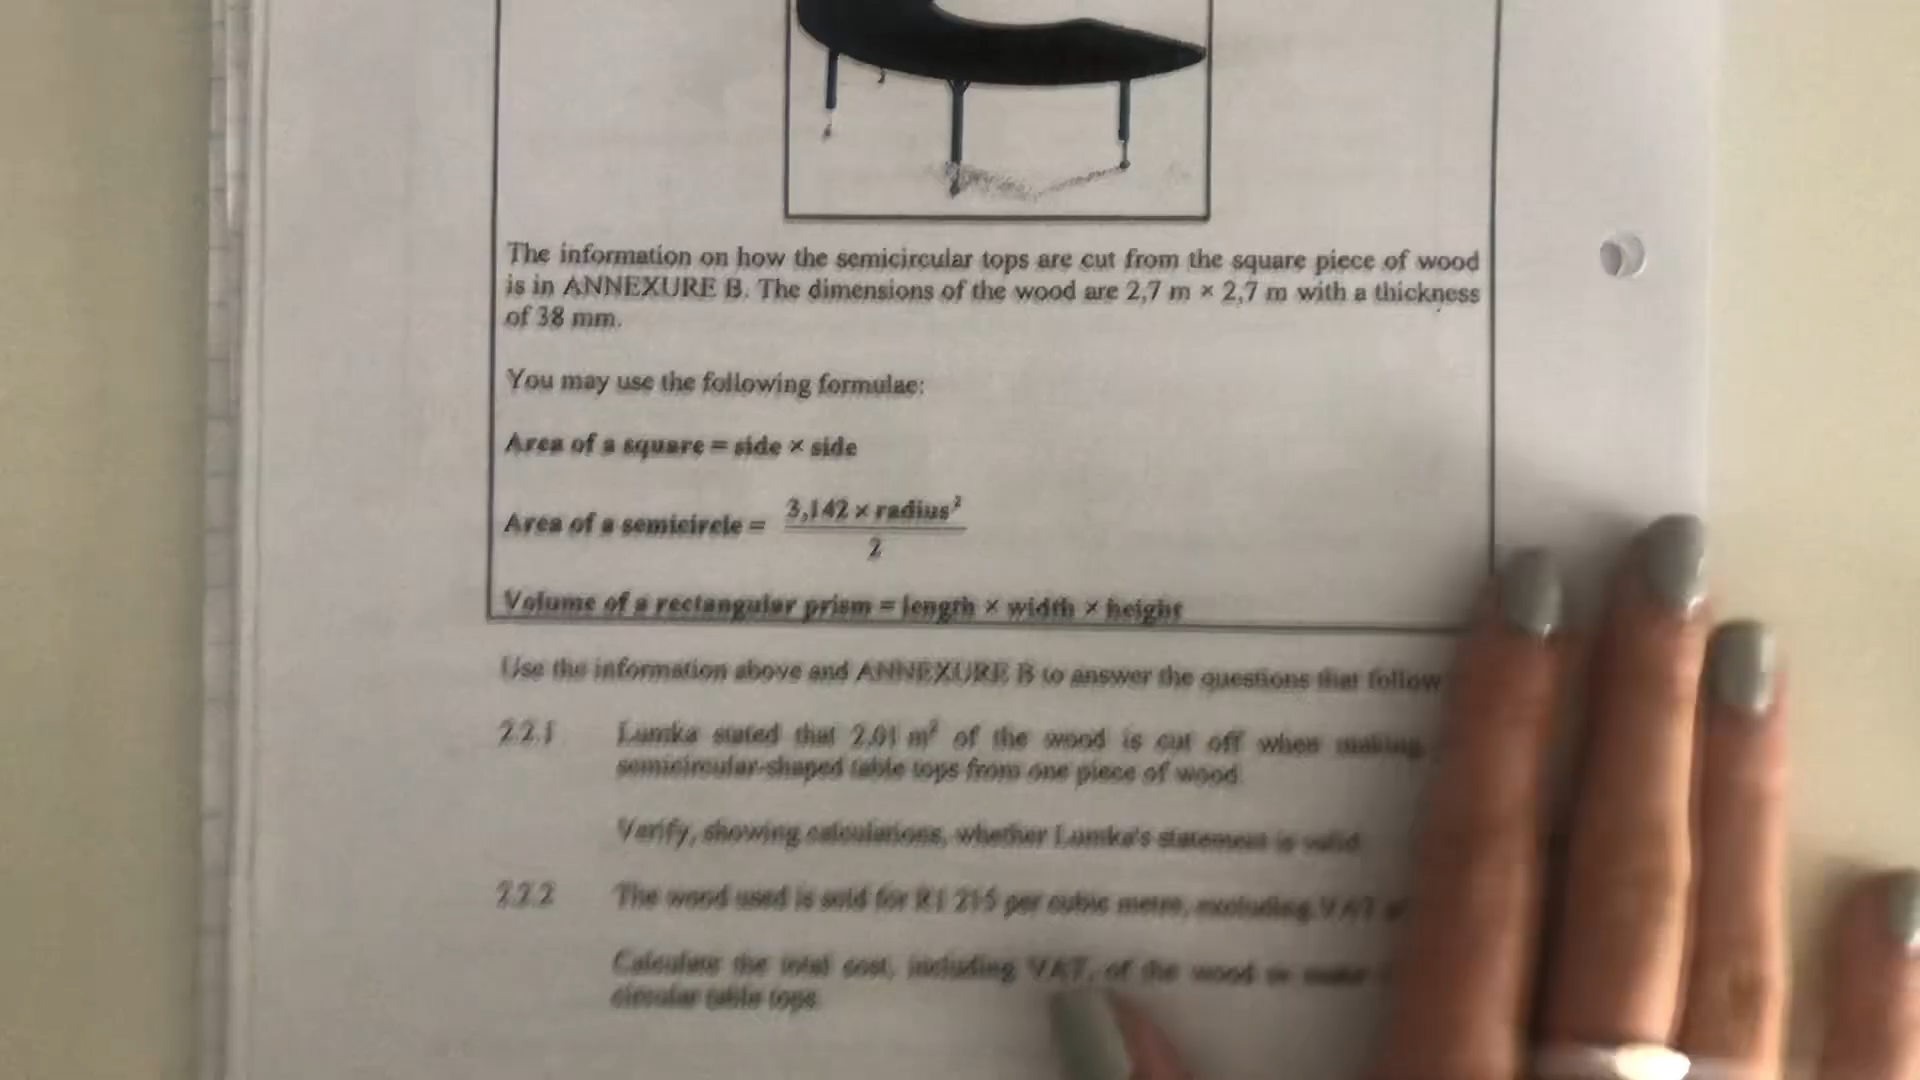 The information on how the semicircular tops are cut from the square piece of wood
is in ANNEXURE B. The dimensions of the wood are 2,7 m × 2,7 m with a thickness
of 38 mm.
You may use the following formulae:
Area of a square = side × side
Area of a semicircle = 3,142 × radius²
2
Volume of a rectangular prism = length × width × height
Use the information above and ANNEXURE B to answer the questions that follow
2.2.1 Lumka stated that 2,01 m² of the wood is cut off when making
semicircular-shaped table tops from one piece of wood.
Verify, showing calculations, whether Lumka's statement is valid.
2.2.2 The wood used is sold for R1 215 per cubic metre, excluding VAT
Calculate the total cost, including VAT, of the wood to make
circular table tops.